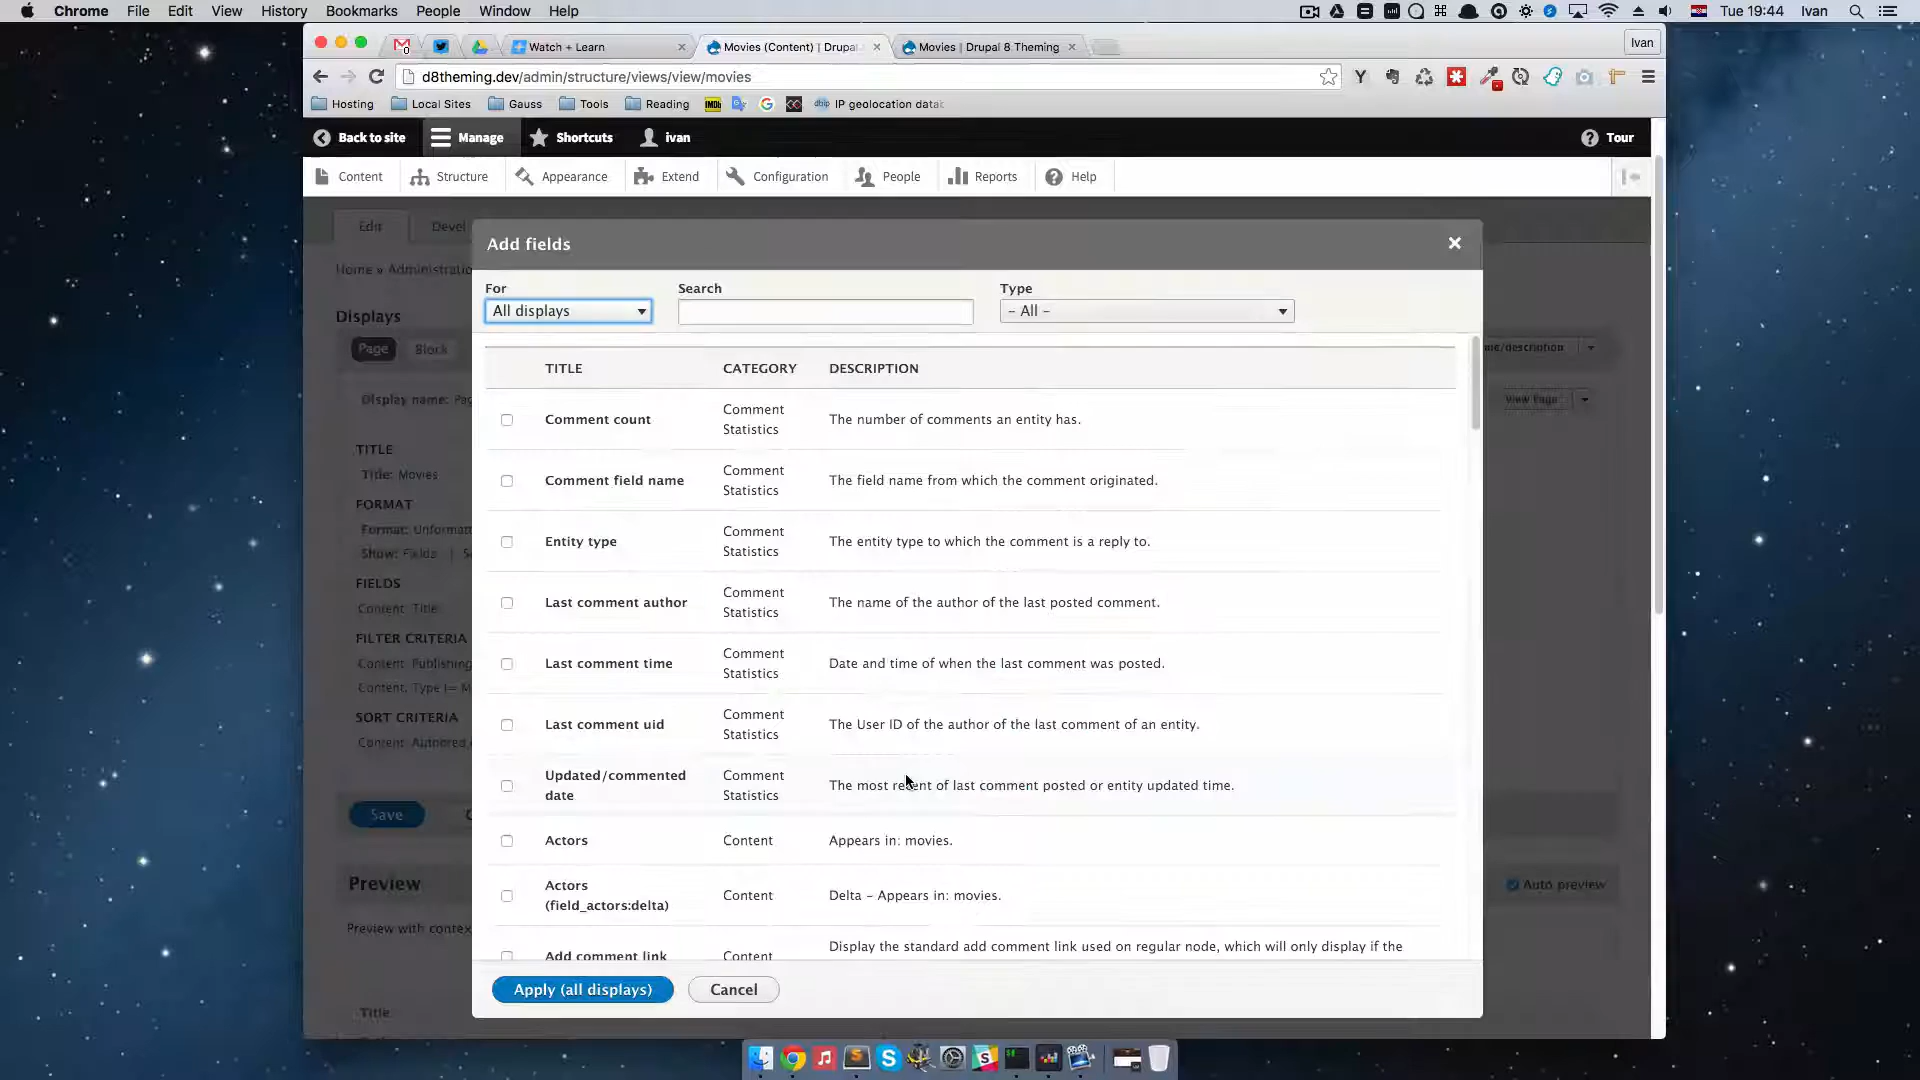 Chrome File Edit View History Bookmarks People Window Help Tue 19:44 Ivan
Watch + Learn Movies (Content) | Drupal Movies | Drupal 8 Theming Ivan
d8theming.dev/admin/structure/views/view/movies
Hosting Local Sites Gauss Tools Reading IMDb IP geolocation datak
Back to site Manage Shortcuts ivan Tour
Content Structure Appearance Extend Configuration People Reports Help
Edit Devel
Home » Administratio
Displays
Page Block me/description
Display name: Pag View Page
TITLE
Title: Movies
FORMAT
Format: Unformatt
Show: Fields | Se
FIELDS
Content: Title
FILTER CRITERIA
Content: Publishing
Content: Type (= M
SORT CRITERIA
Content: Authored
Save
Preview Auto preview
Preview with contex
Title
Add fields
For Search Type
All displays - All -
TITLE CATEGORY DESCRIPTION
Comment count Comment Statistics The number of comments an entity has.
Comment field name Comment Statistics The field name from which the comment originated.
Entity type Comment Statistics The entity type to which the comment is a reply to.
Last comment author Comment Statistics The name of the author of the last posted comment.
Last comment time Comment Statistics Date and time of when the last comment was posted.
Last comment uid Comment Statistics The User ID of the author of the last comment of an entity.
Updated/commented date Comment Statistics The most recent of last comment posted or entity updated time.
Actors Content Appears in: movies.
Actors (field_actors:delta) Content Delta - Appears in: movies.
Add comment link Content Display the standard add comment link used on regular node, which will only display if the
Apply (all displays) Cancel